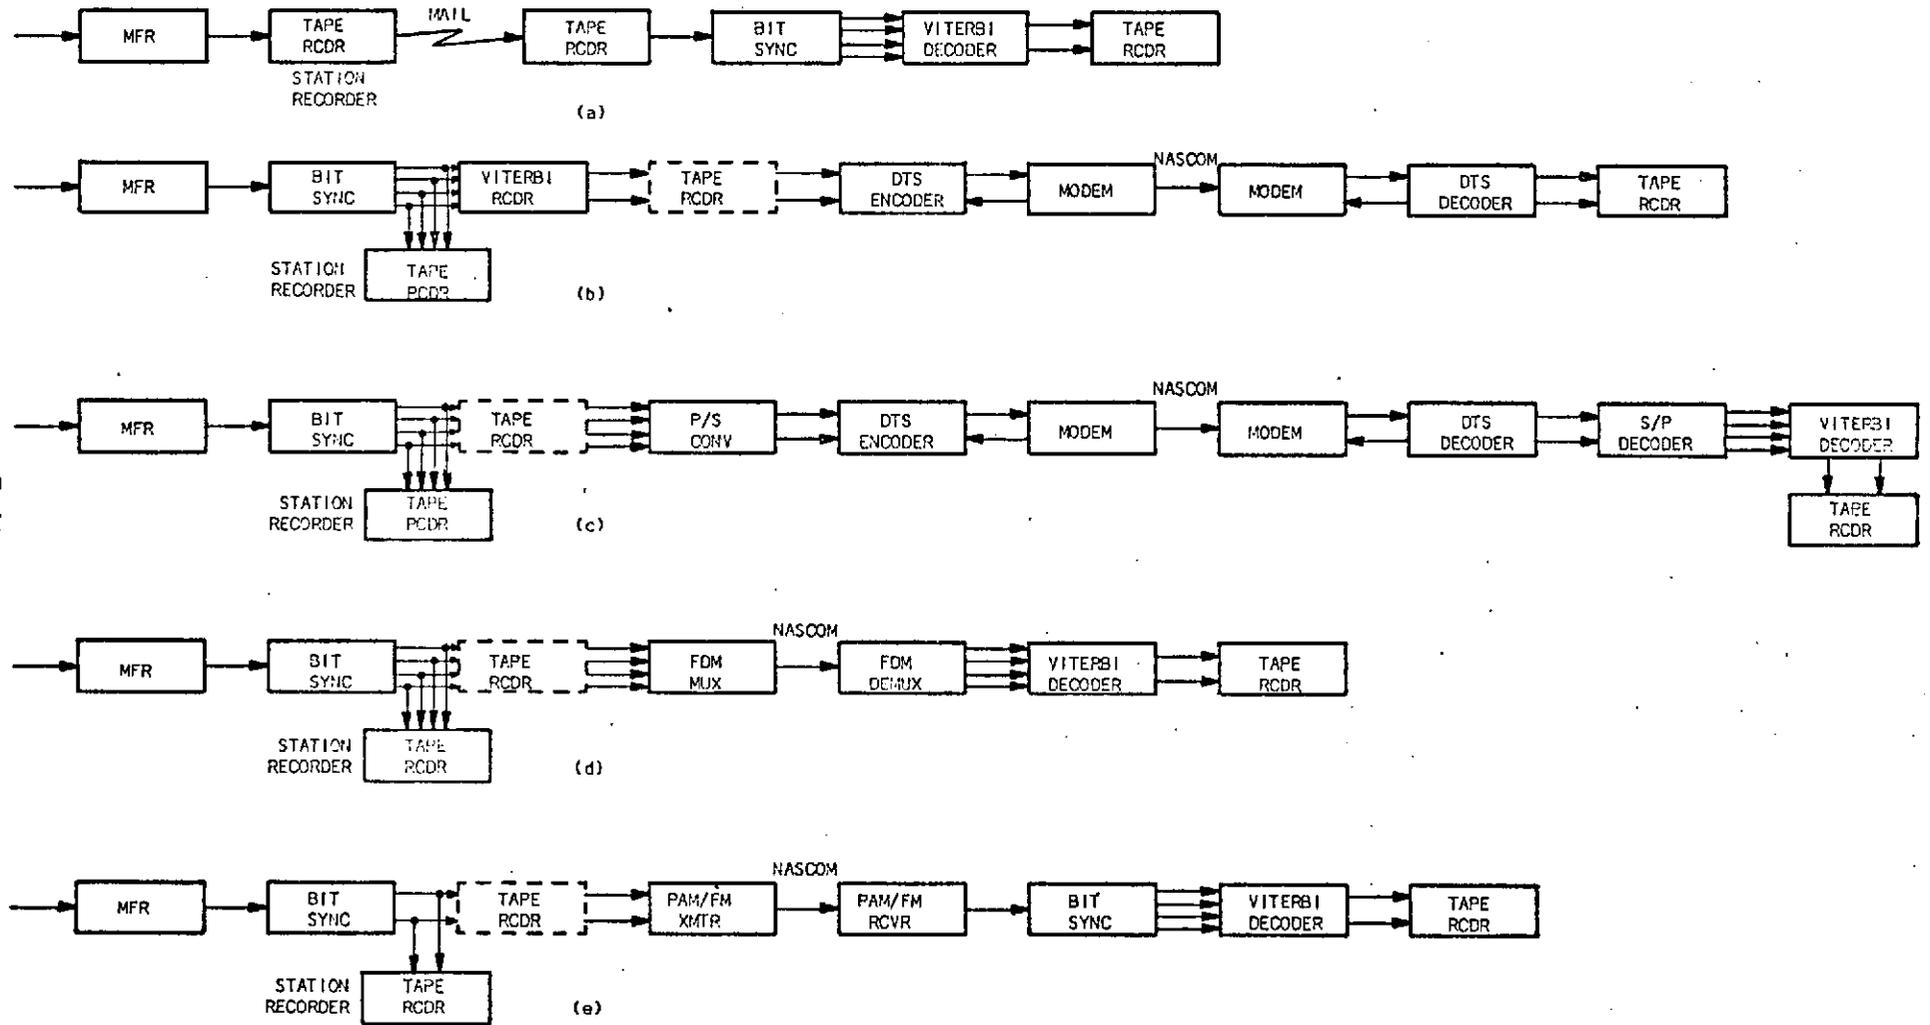 MAIL
MFR
TAPE
RCDR
TAPE
RCDR
BIT
SYNC
VITERBI
DECODER
TAPE
RCDR
STATION
RECORDER
(a)
NASCOM
MFR
BIT
SYNC
VITERBI
RCDR
TAPE
RCDR
DTS
ENCODER
MODEM
MODEM
DTS
DECODER
TAPE
RCDR
STATION
RECORDER
TAPE
RCDR
(b)
NASCOM
MFR
BIT
SYNC
TAPE
RCDR
P/S
CONV
DTS
ENCODER
MODEM
MODEM
DTS
DECODER
S/P
DECODER
VITERBI
DECODER
STATION
RECORDER
TAPE
RCDR
(c)
TAPE
RCDR
NASCOM
MFR
BIT
SYNC
TAPE
RCDR
FDM
MUX
FDM
DEMUX
VITERBI
DECODER
TAPE
RCDR
STATION
RECORDER
TAPE
RCDR
(d)
NASCOM
MFR
BIT
SYNC
TAPE
RCDR
PAM/FM
XMTR
PAM/FM
RCVR
BIT
SYNC
VITERBI
DECODER
TAPE
RCDR
STATION
RECORDER
TAPE
RCDR
(e)